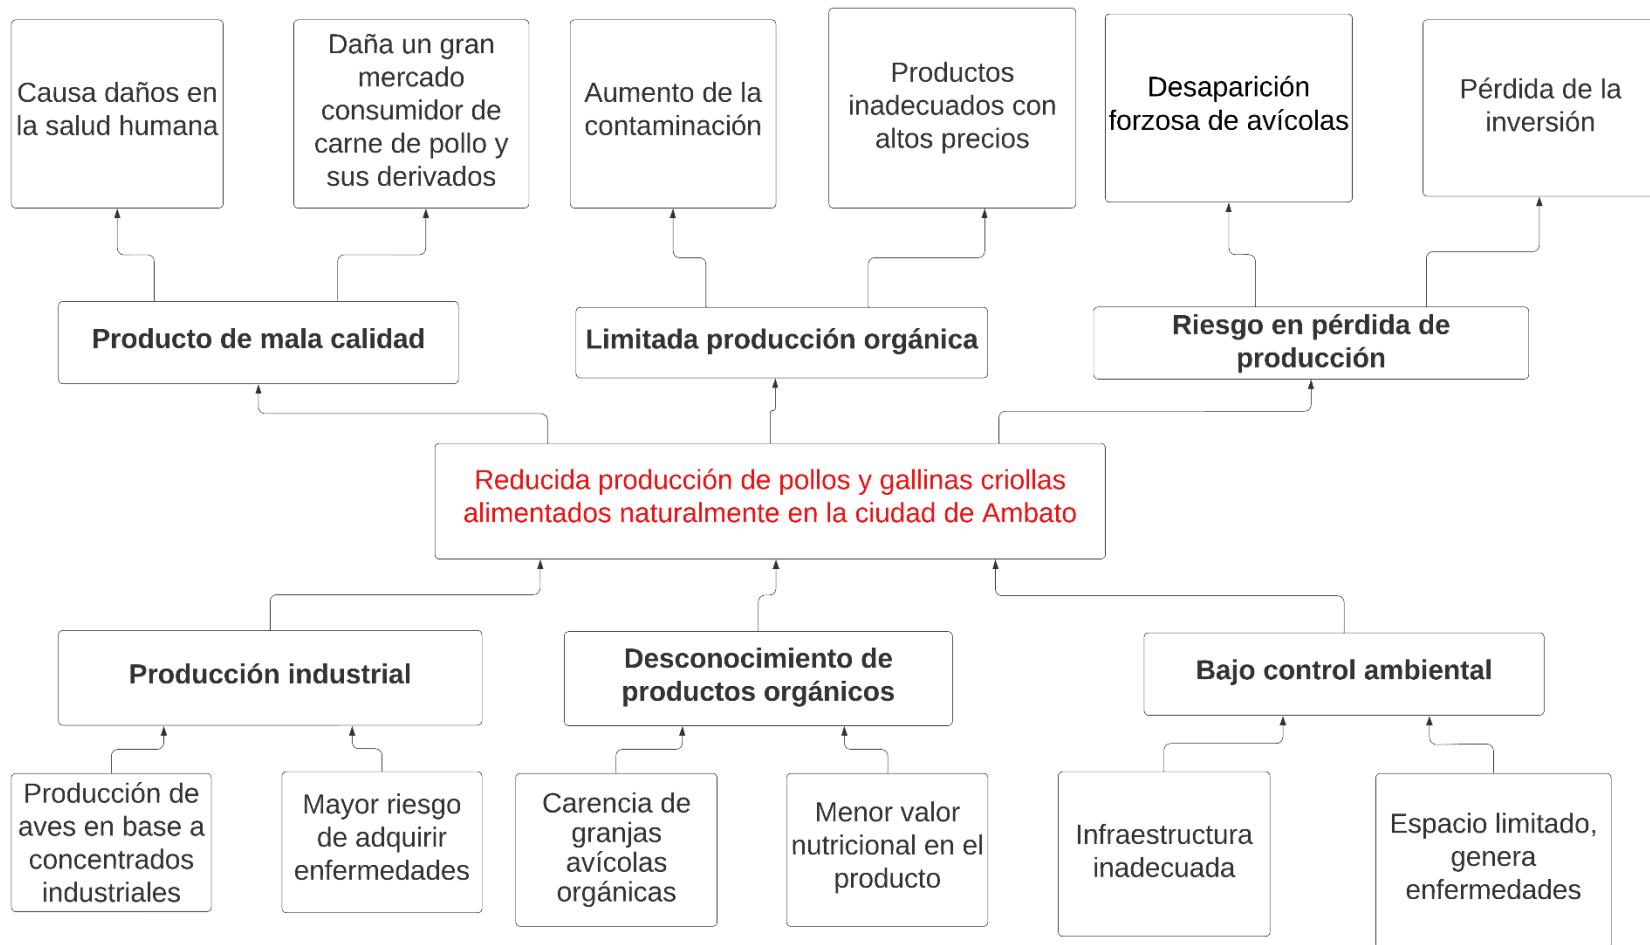 Causa daños en
la salud humana
Daña un gran
mercado
consumidor de
carne de pollo y
sus derivados
Aumento de la
contaminación
Productos
inadecuados con
altos precios
Desaparición
forzosa de avícolas
Pérdida de la
inversión
Producto de mala calidad
Limitada producción orgánica
Riesgo en pérdida de
producción
Reducida producción de pollos y gallinas criollas
alimentados naturalmente en la ciudad de Ambato
Producción industrial
Desconocimiento de
productos orgánicos
Bajo control ambiental
Producción de
aves en base a
concentrados
industriales
Mayor riesgo
de adquirir
enfermedades
Carencia de
granjas
avícolas
orgánicas
Menor valor
nutricional en el
producto
Infraestructura
inadecuada
Espacio limitado,
genera
enfermedades